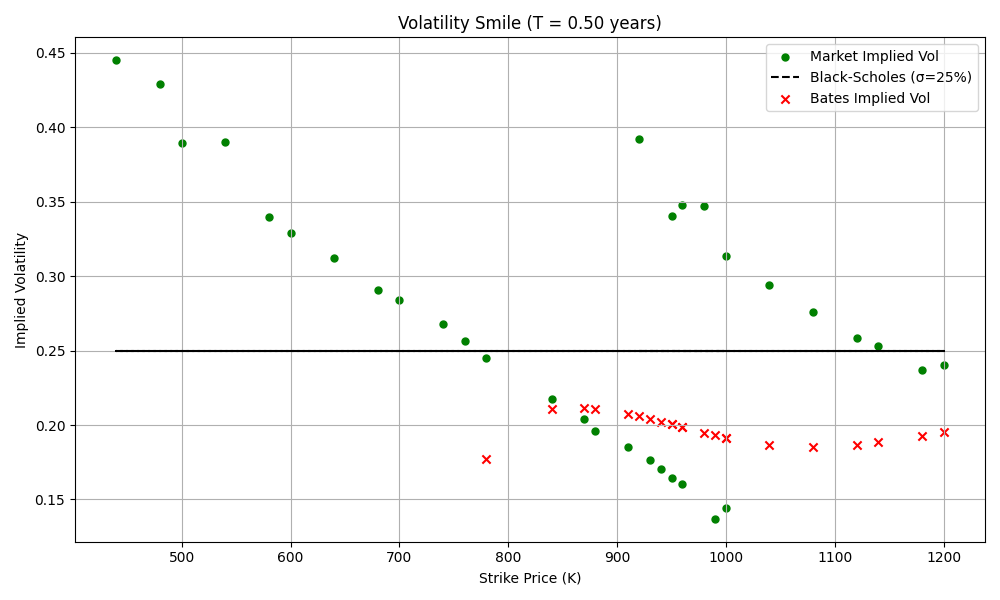 Volatility Smile (T = 0.50 years)
Market Implied Vol
Black-Scholes (σ=25%)
Bates Implied Vol
Implied Volatility
0.45
0.40
0.35
0.30
0.25
0.20
0.15
500 600 700 800 900 1000 1100 1200
Strike Price (K)